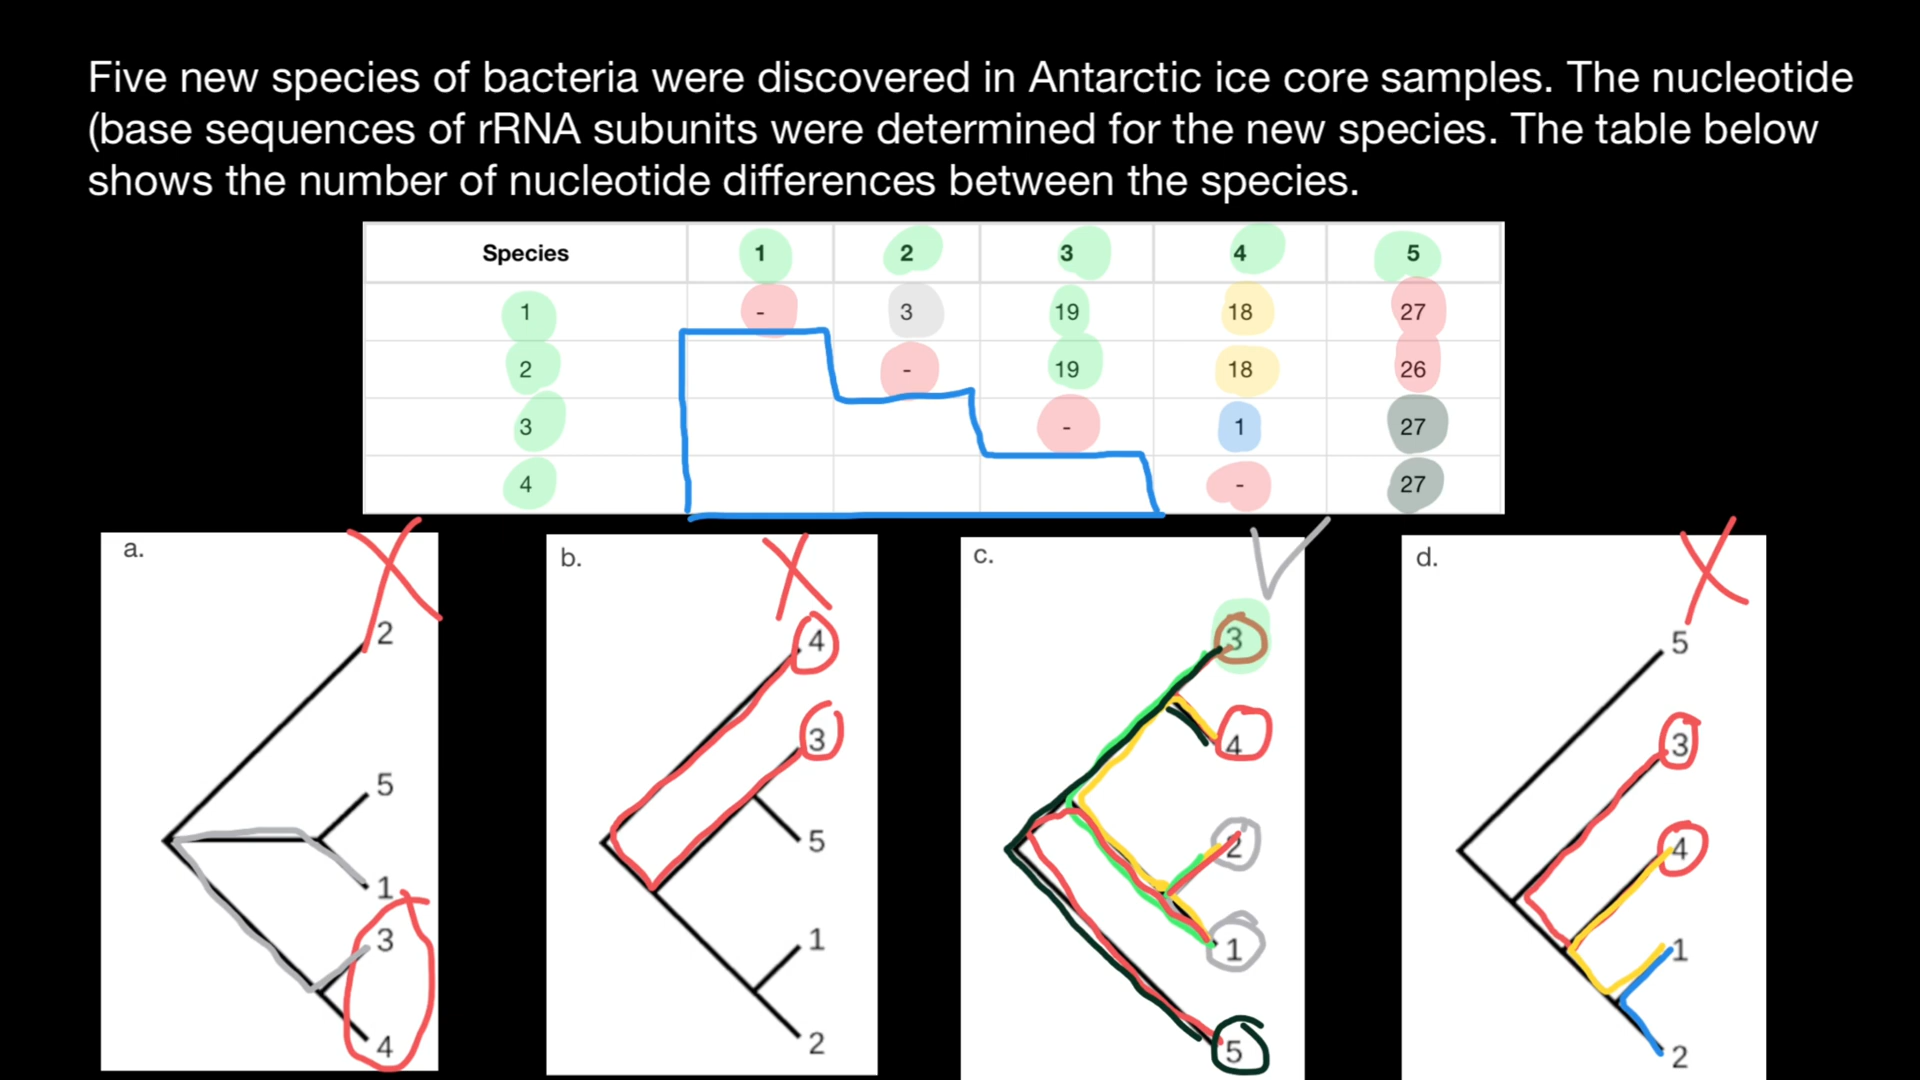 Five new species of bacteria were discovered in Antarctic ice core samples. The nucleotide
(base sequences of rRNA subunits were determined for the new species. The table below
shows the number of nucleotide differences between the species.
Species 1 2 3 4 5
1 - 3 19 18 27
2 - 19 18 26
3 - 1 27
4 - 27
a.
2
5
1
3
4
b.
4
3
5
1
2
c.
3
4
2
1
5
d.
5
3
4
1
2